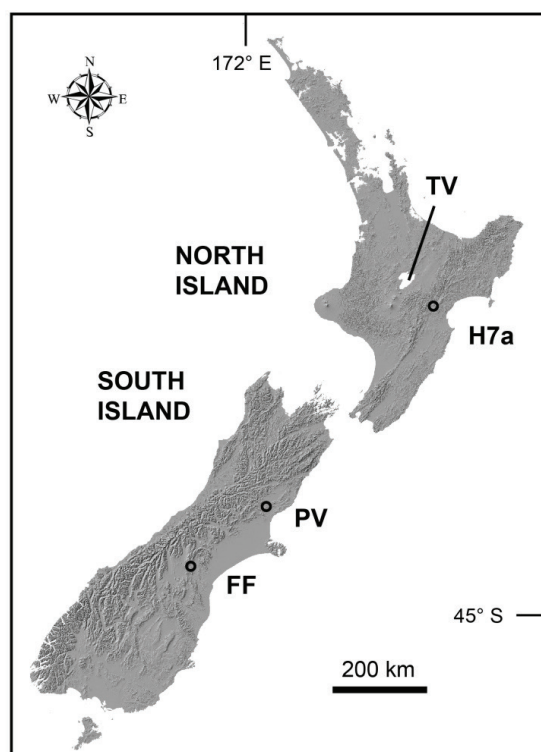 172° E
N
W E
S
TV
NORTH
ISLAND
H7a
SOUTH
ISLAND
PV
FF
45° S
200 km